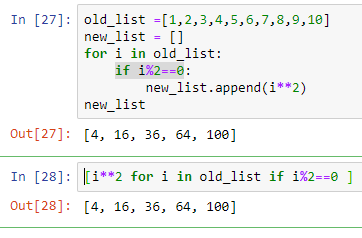 In [27]: old_list =[1,2,3,4,5,6,7,8,9,10]
new_list = []
for i in old_list:
    if i%2==0:
        new_list.append(i**2)
new_list
Out[27]: [4, 16, 36, 64, 100]
In [28]: [i**2 for i in old_list if i%2==0 ]
Out[28]: [4, 16, 36, 64, 100]